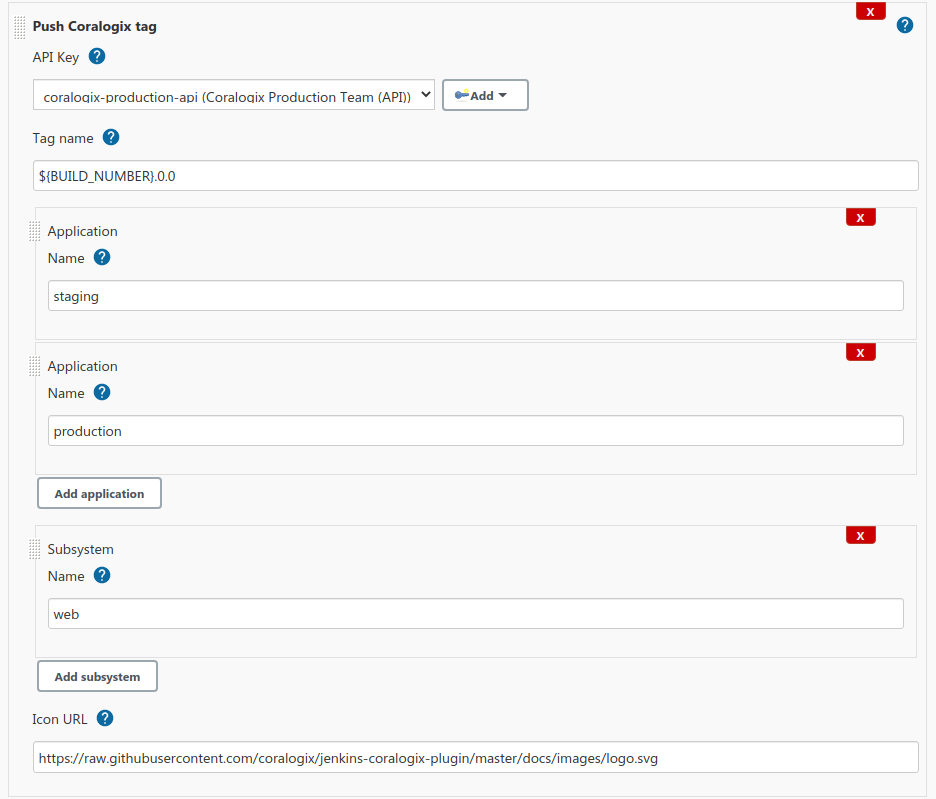 x
Push Coralogix tag
?
API Key ?
coralogix-production-api (Coralogix Production Team (API))
Add
Tag name ?
${BUILD_NUMBER}.0.0
x
Application
Name ?
staging
x
Application
Name ?
production
Add application
x
Subsystem
Name ?
web
Add subsystem
Icon URL ?
https://raw.githubusercontent.com/coralogix/jenkins-coralogix-plugin/master/docs/images/logo.svg